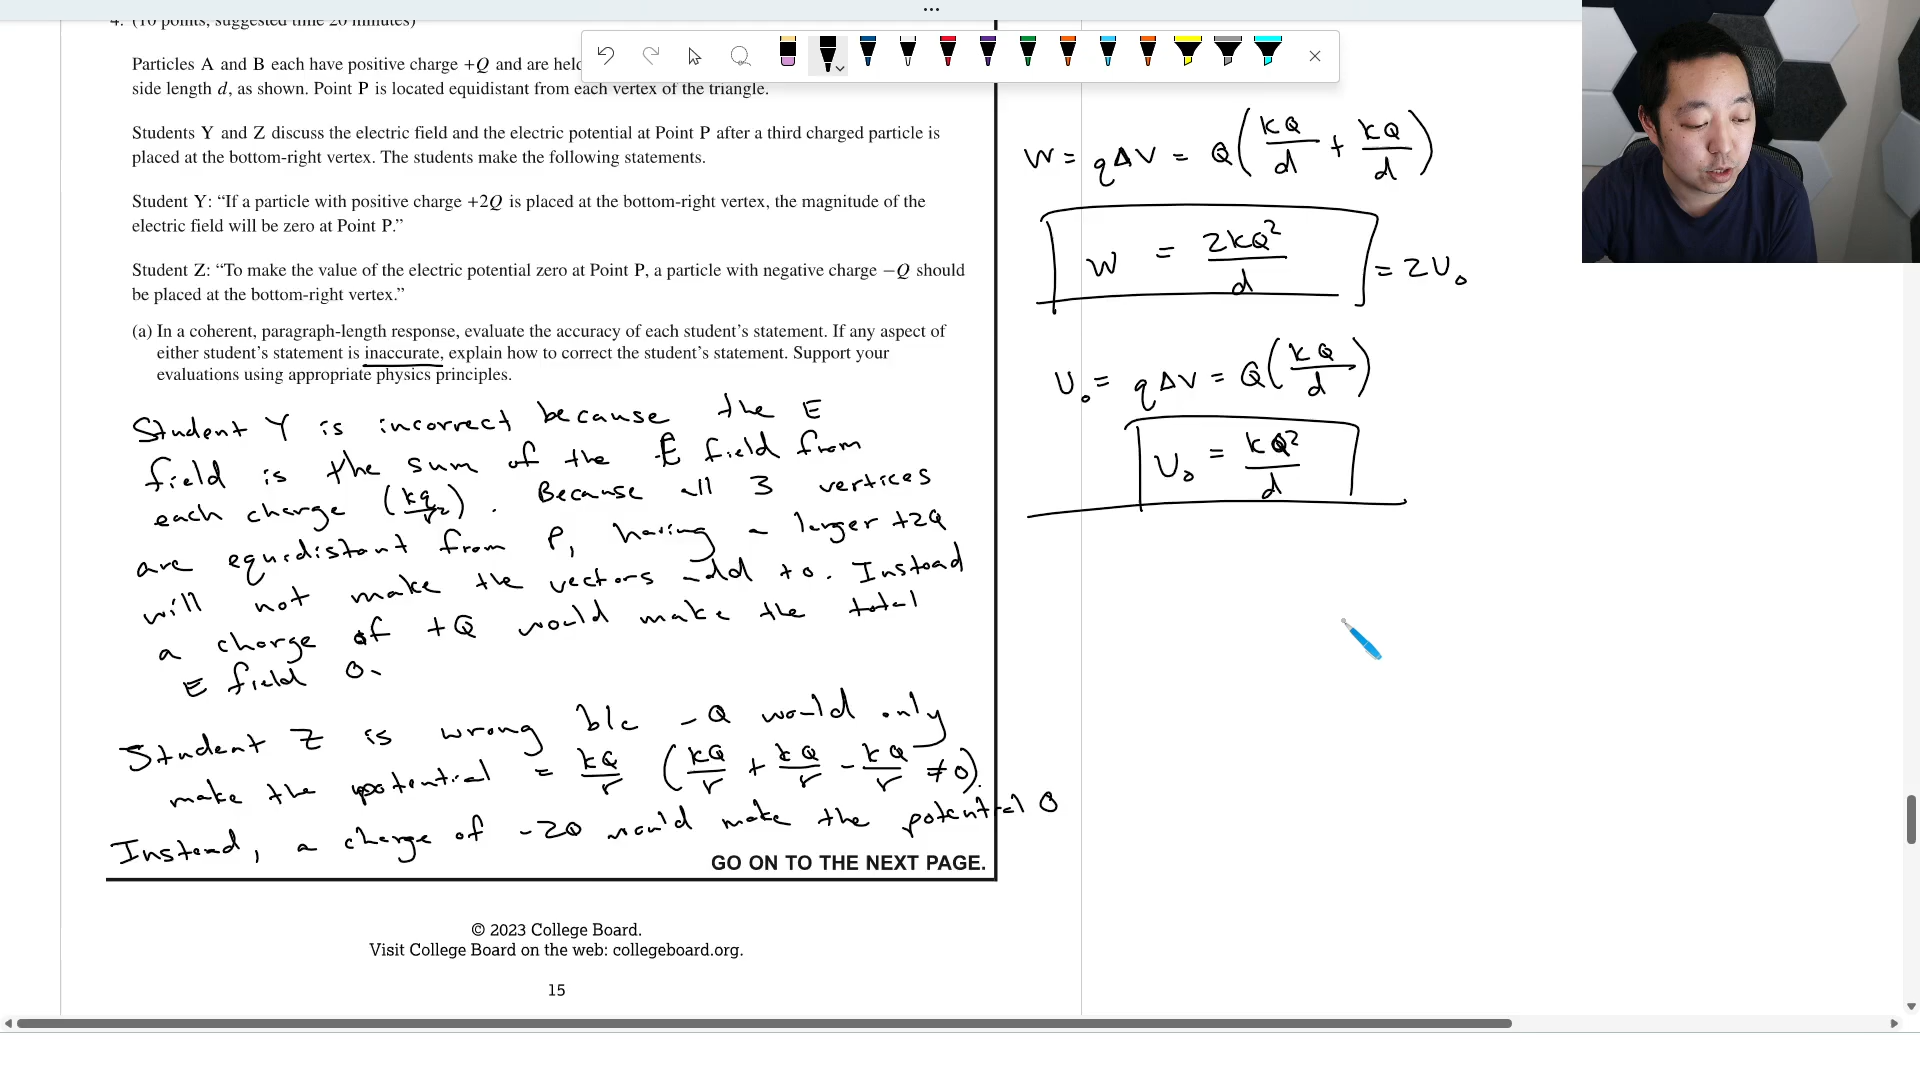 4. (10 points, suggested time 20 minutes)
Particles A and B each have positive charge +Q and are held
side length d, as shown. Point P is located equidistant from each vertex of the triangle.
Students Y and Z discuss the electric field and the electric potential at Point P after a third charged particle is
placed at the bottom-right vertex. The students make the following statements.
Student Y: “If a particle with positive charge +2Q is placed at the bottom-right vertex, the magnitude of the
electric field will be zero at Point P.”
Student Z: “To make the value of the electric potential zero at Point P, a particle with negative charge −Q should
be placed at the bottom-right vertex.”
(a) In a coherent, paragraph-length response, evaluate the accuracy of each student’s statement. If any aspect of
either student’s statement is inaccurate, explain how to correct the student’s statement. Support your
evaluations using appropriate physics principles.
Student Y is incorrect because the E
field is the sum of the E field from
each charge (kq/r²). Because all 3 vertices
are equidistant from P, having a larger +2Q
will not make the vectors add to 0. Instead
a charge of +Q would make the total
E field 0.
Student Z is wrong b/c -Q would only
make the potential = kQ/r (kQ/r + kQ/r - kQ/r ≠ 0).
Instead, a charge of -2Q would make the potential 0
GO ON TO THE NEXT PAGE.
© 2023 College Board.
Visit College Board on the web: collegeboard.org.
15
W = qΔV = Q(kQ/d + kQ/d)
W = 2kQ²/d = 2U₀
U₀ = qΔV = Q(kQ/d)
U₀ = kQ²/d